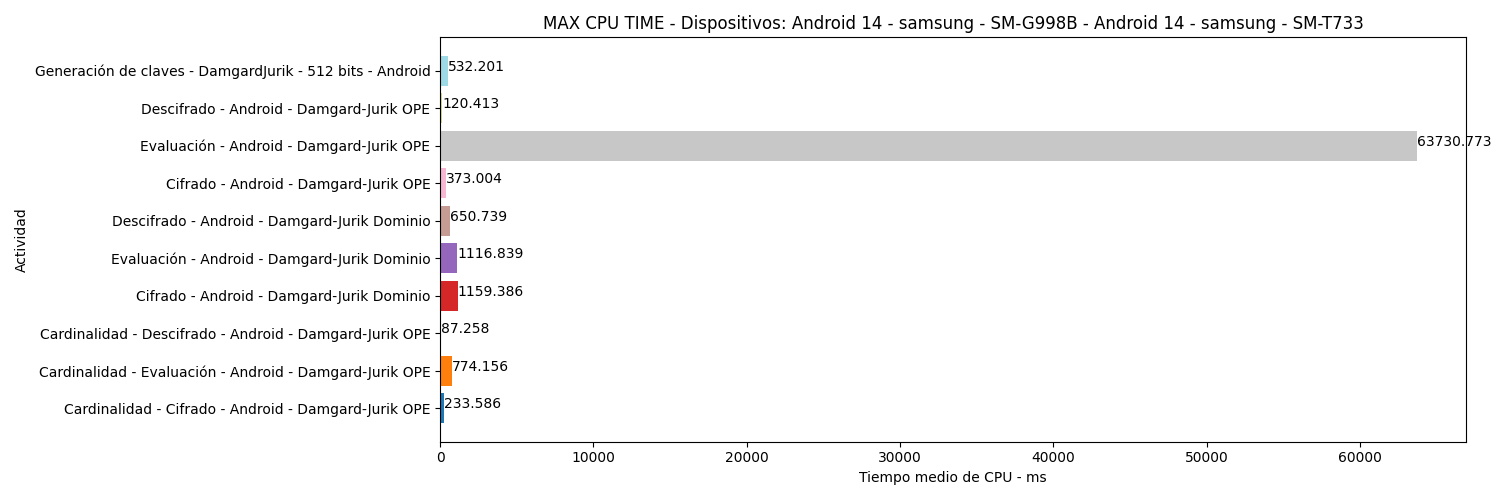 MAX CPU TIME - Dispositivos: Android 14 - samsung - SM-G998B - Android 14 - samsung - SM-T733
Generación de claves - DamgardJurik - 512 bits - Android 532.201
Descifrado - Android - Damgard-Jurik OPE 120.413
Evaluación - Android - Damgard-Jurik OPE 63730.773
Cifrado - Android - Damgard-Jurik OPE 373.004
Descifrado - Android - Damgard-Jurik Dominio 650.739
Evaluación - Android - Damgard-Jurik Dominio 1116.839
Cifrado - Android - Damgard-Jurik Dominio 1159.386
Cardinalidad - Descifrado - Android - Damgard-Jurik OPE 87.258
Cardinalidad - Evaluación - Android - Damgard-Jurik OPE 774.156
Cardinalidad - Cifrado - Android - Damgard-Jurik OPE 233.586
Actividad
0 10000 20000 30000 40000 50000 60000
Tiempo medio de CPU - ms